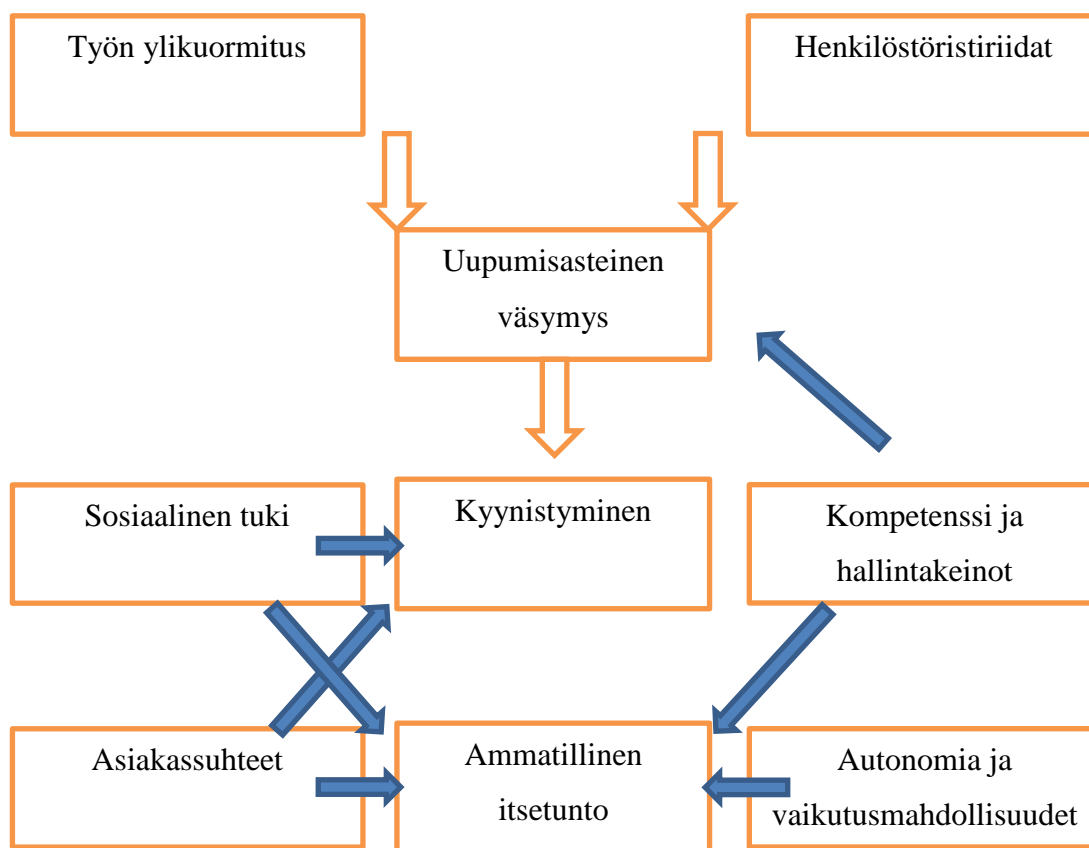 Työn ylikuormitus
Henkilöstöristiriidat
Uupumisasteinen
väsymys
Sosiaalinen tuki
Kyynistyminen
Kompetenssi ja
hallintakeinot
Asiakassuhteet
Ammatillinen
itsetunto
Autonomia ja
vaikutusmahdollisuudet